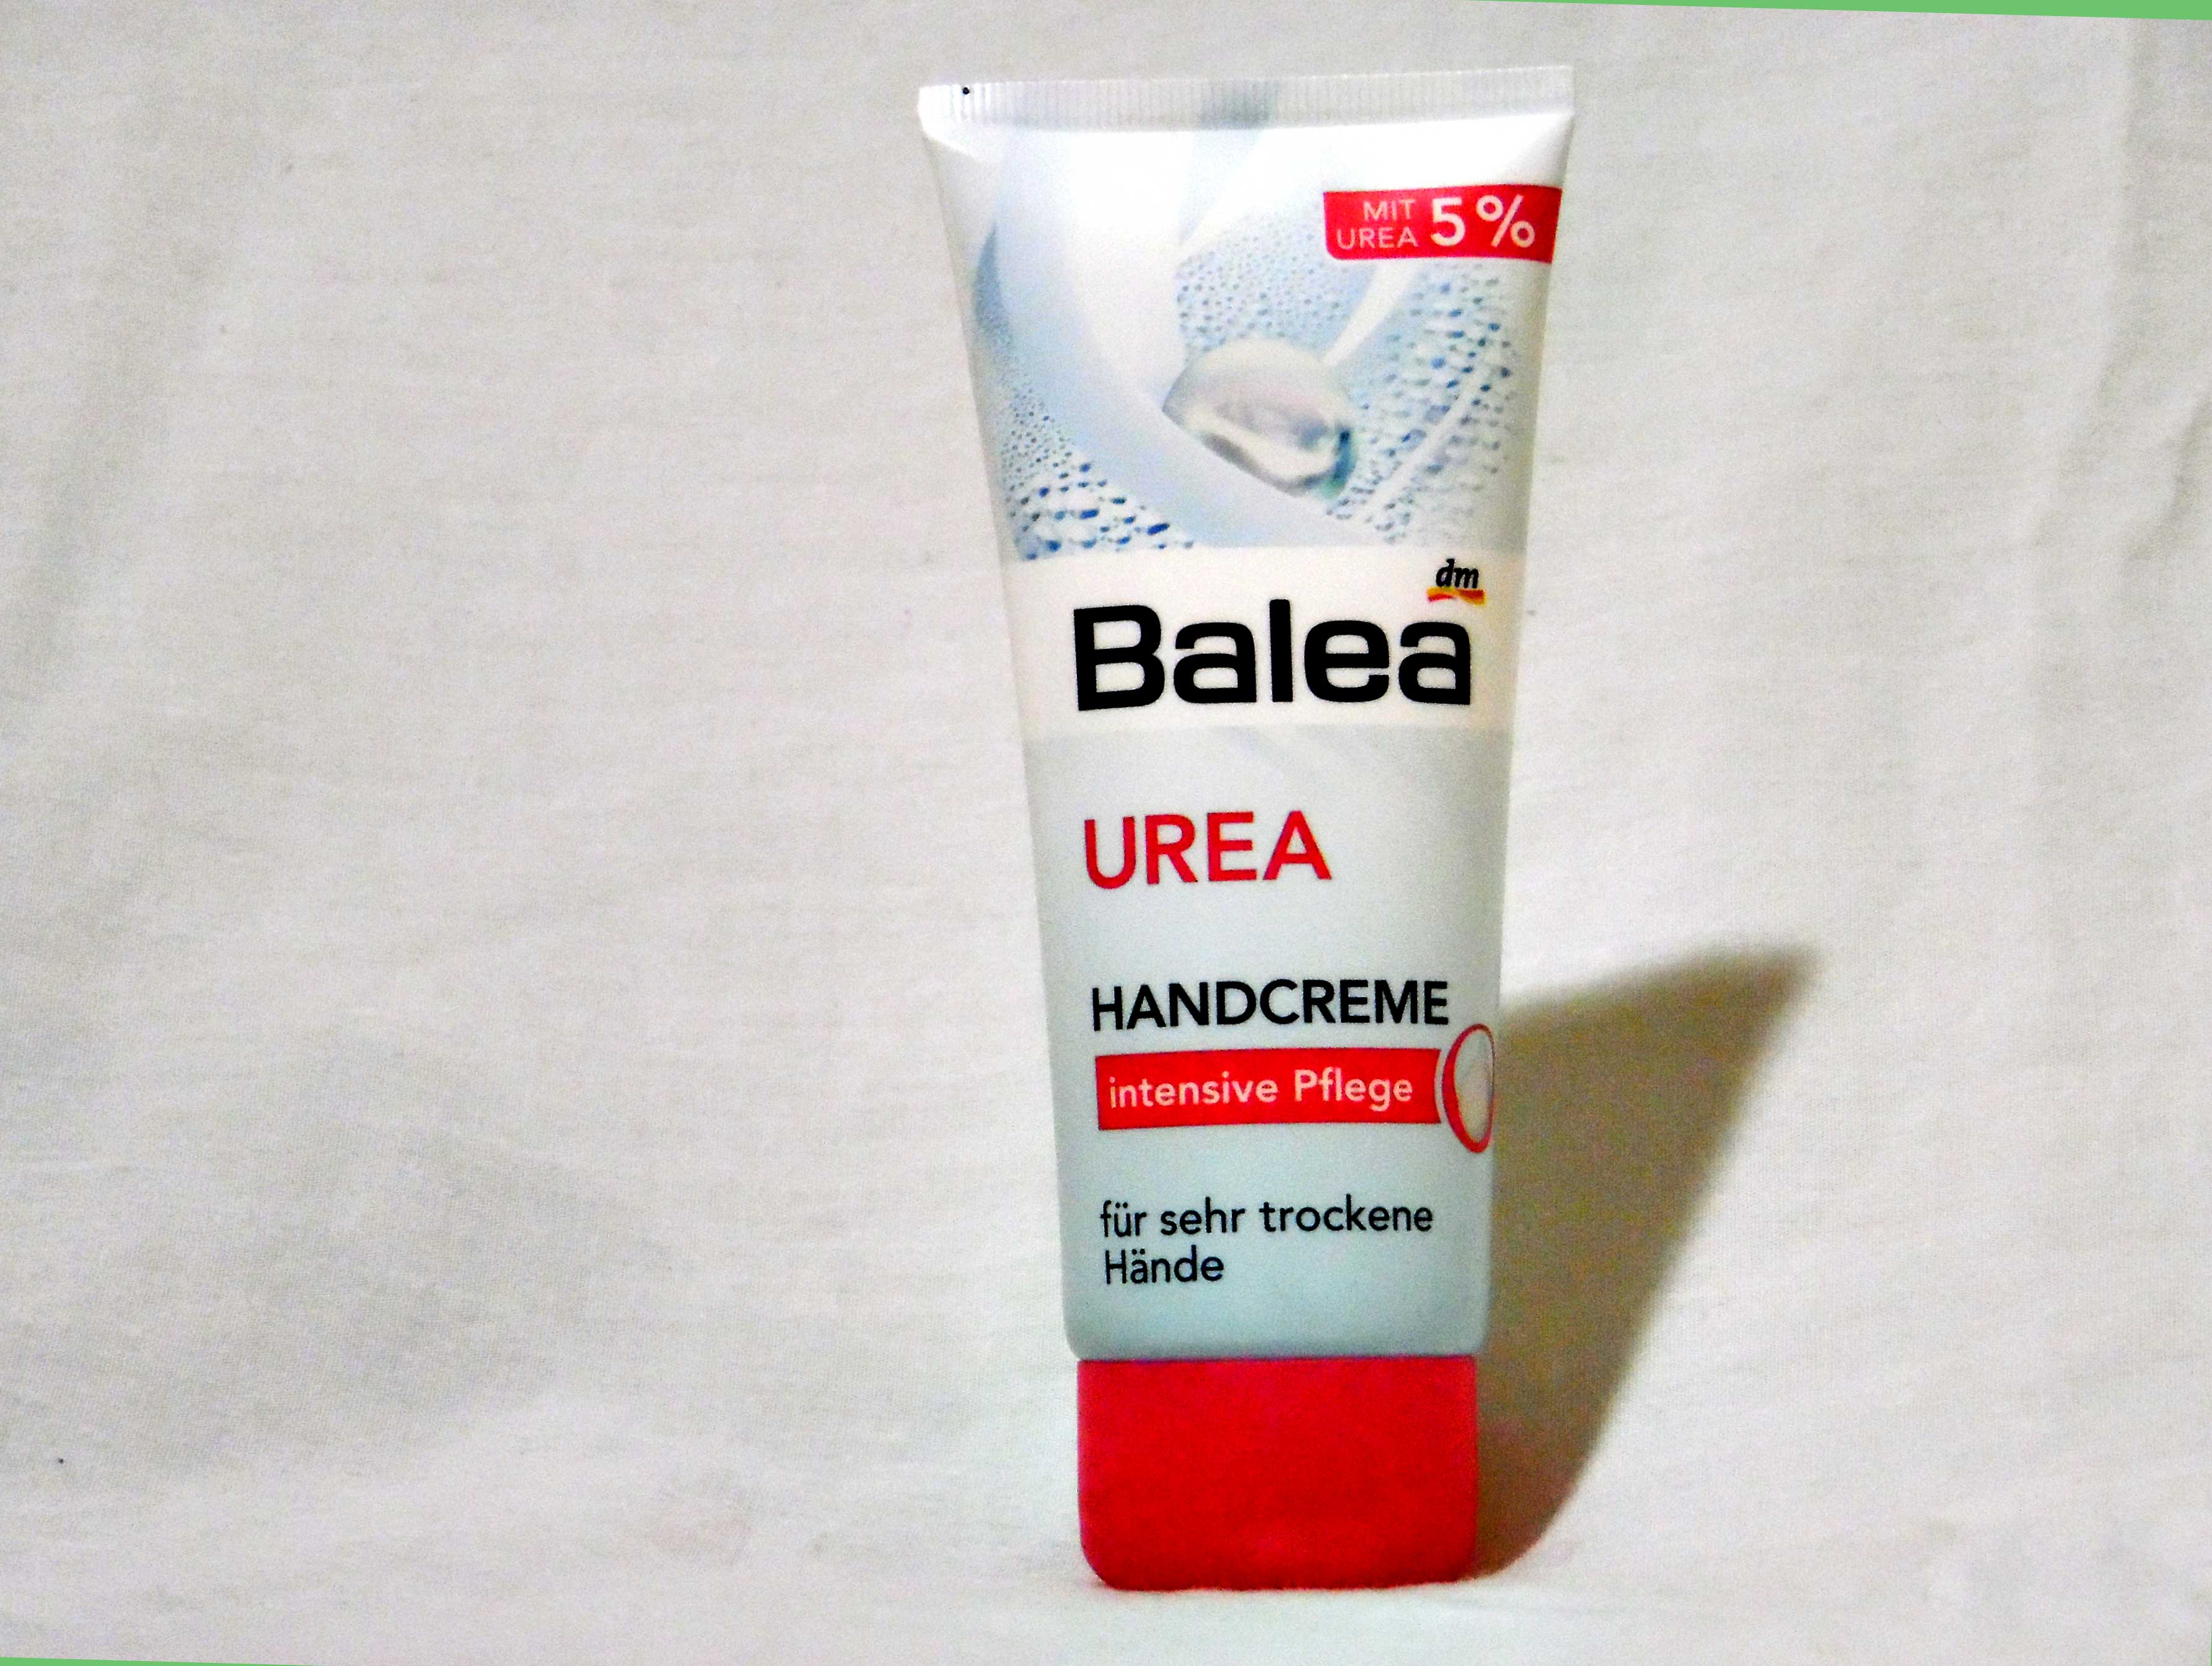 MIT
UREA 5%
dm
Balea
UREA
HANDCREME
intensive Pflege
für sehr trockene
Hände